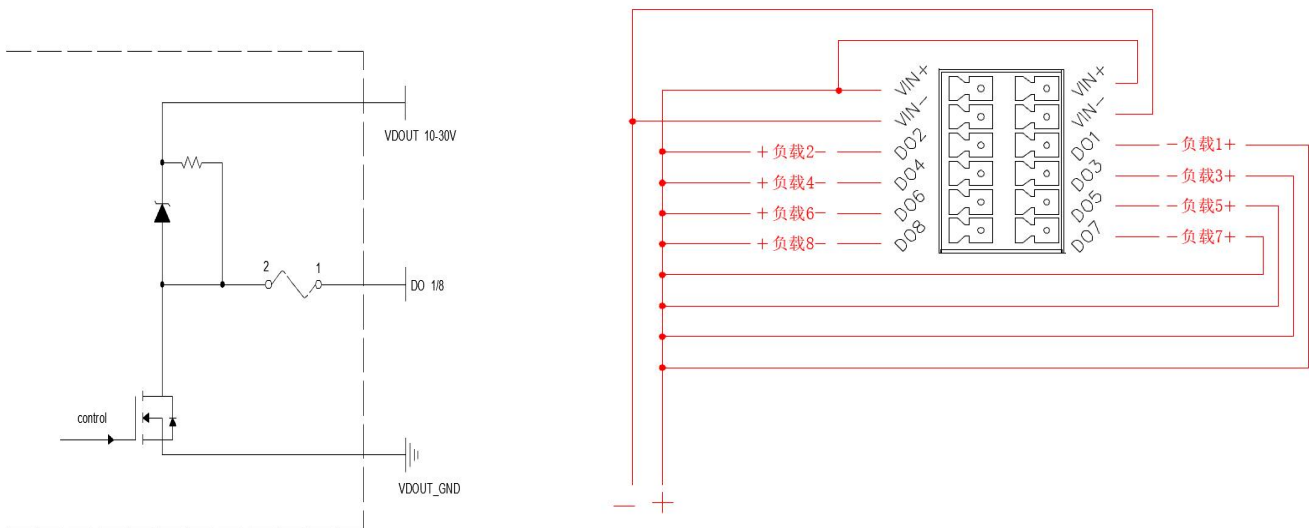 VDOUT 10-30V
2
1
DO 1/8
control
VDOUT_GND
VIN+
VIN+
VIN-
VIN-
+负载2-
DO2
DO1
-负载1+
+负载4-
DO4
DO3
-负载3+
+负载6-
DO6
DO5
-负载5+
+负载8-
DO8
DO7
-负载7+
- +